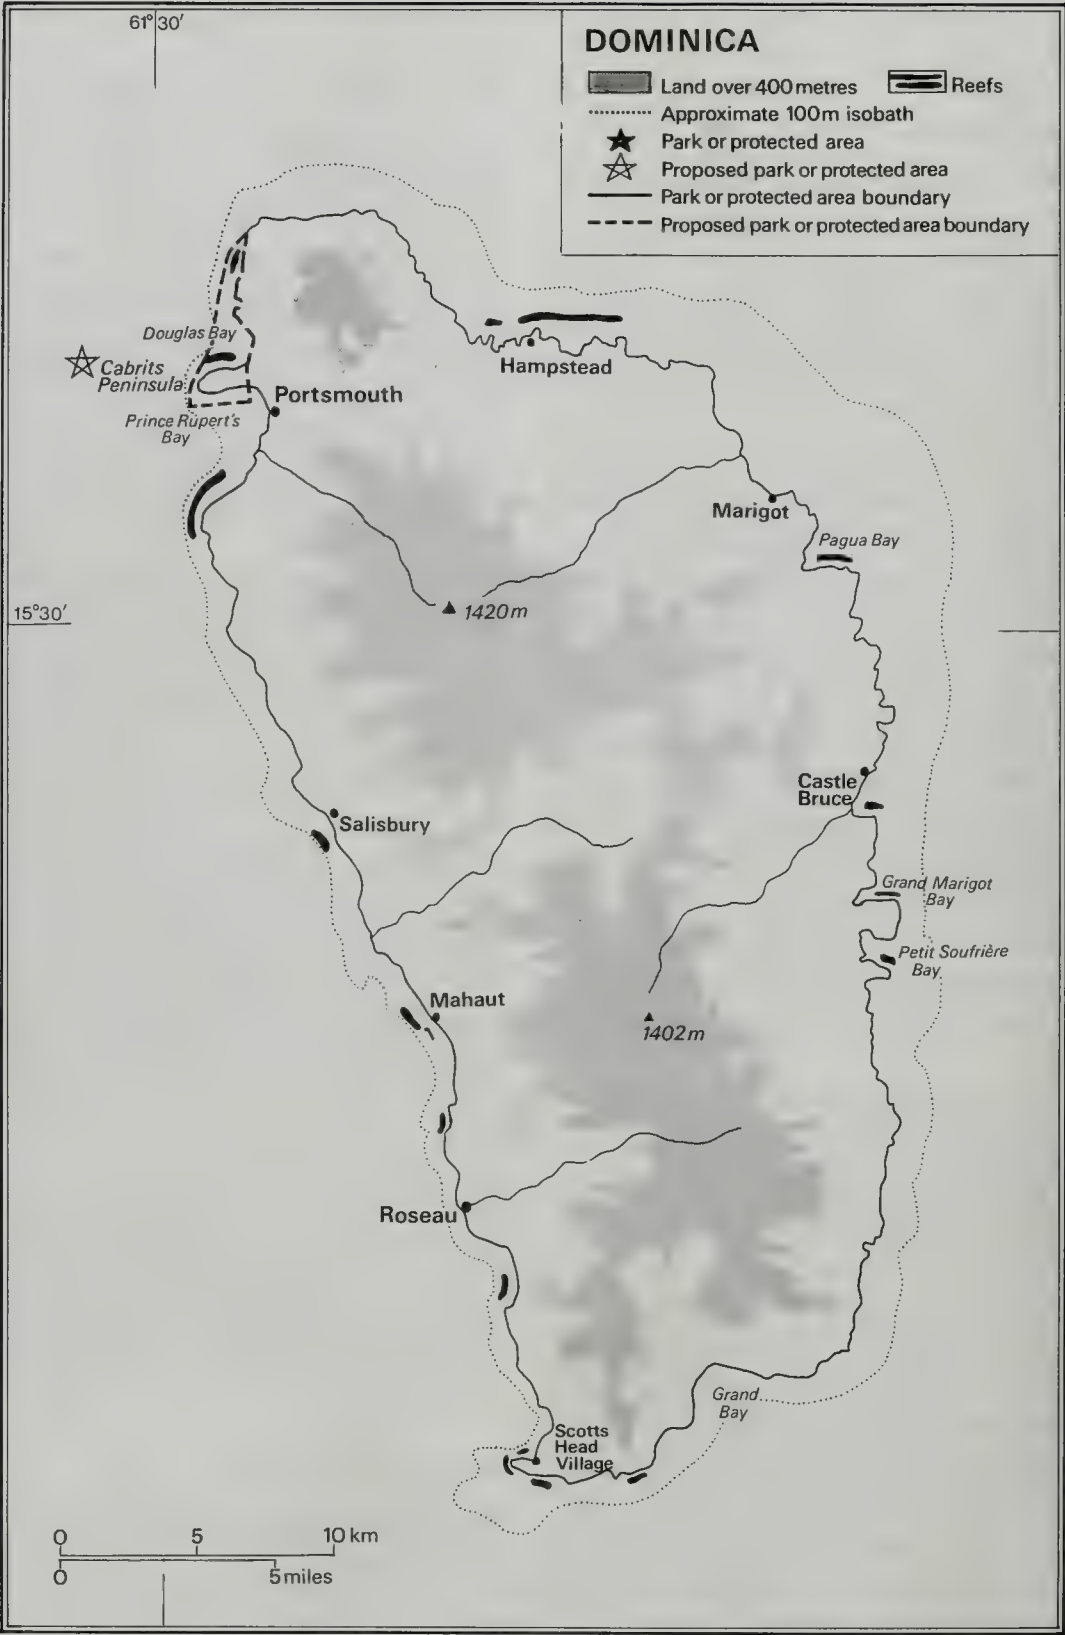 61°30′
DOMINICA
Land over 400 metres
Reefs
Approximate 100m isobath
Park or protected area
Proposed park or protected area
Park or protected area boundary
Proposed park or protected area boundary
Douglas Bay
Cabrits
Peninsula
Portsmouth
Prince Rupert's
Bay
Hampstead
Marigot
Pagua Bay
15°30′
1420m
Castle
Bruce
Salisbury
Grand Marigot
Bay
Petit Soufrière
Bay
Mahaut
1402m
Roseau
Grand
Bay
Scotts
Head
Village
0 5 10 km
0 5 miles